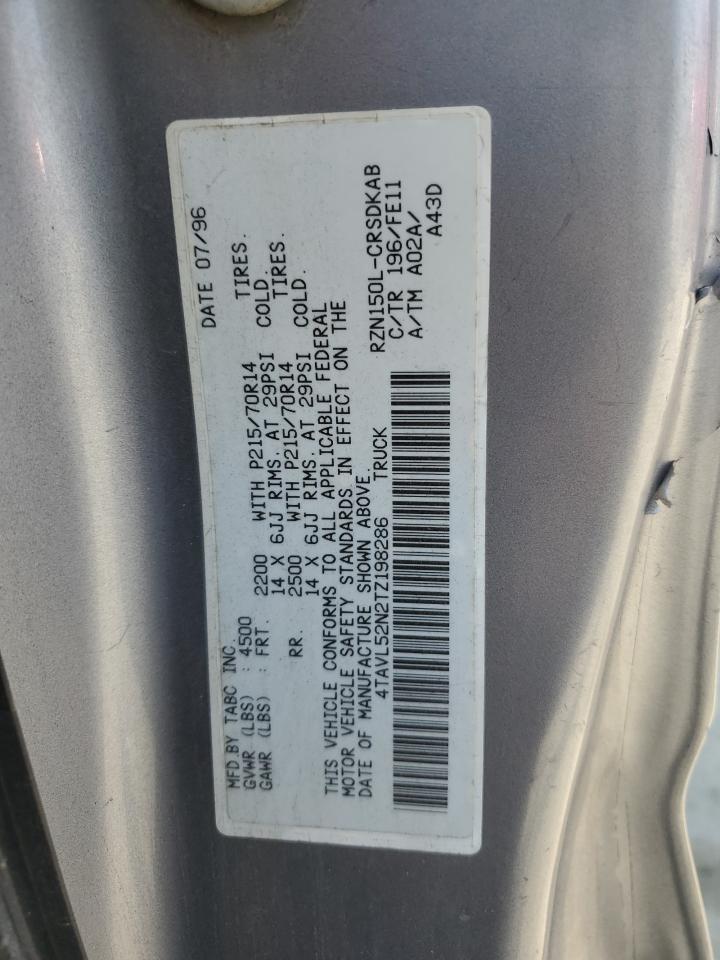 MFD.BY TABC INC. DATE 07/96
GVWR (LBS) : 4500
GAWR (LBS) : FRT. 2200 WITH P215/70R14 TIRES.
14 X 6JJ RIMS. AT 29PSI COLD.
RR. 2500 WITH P215/70R14 TIRES.
14 X 6JJ RIMS. AT 29PSI COLD.
THIS VEHICLE CONFORMS TO ALL APPLICABLE FEDERAL
MOTOR VEHICLE SAFETY STANDARDS IN EFFECT ON THE
DATE OF MANUFACTURE SHOWN ABOVE.
4TAVL52N2TZ198286 TRUCK RZN150L-CRSDKAB
C/TR 196/FE11
A/TM A02A/
A43D